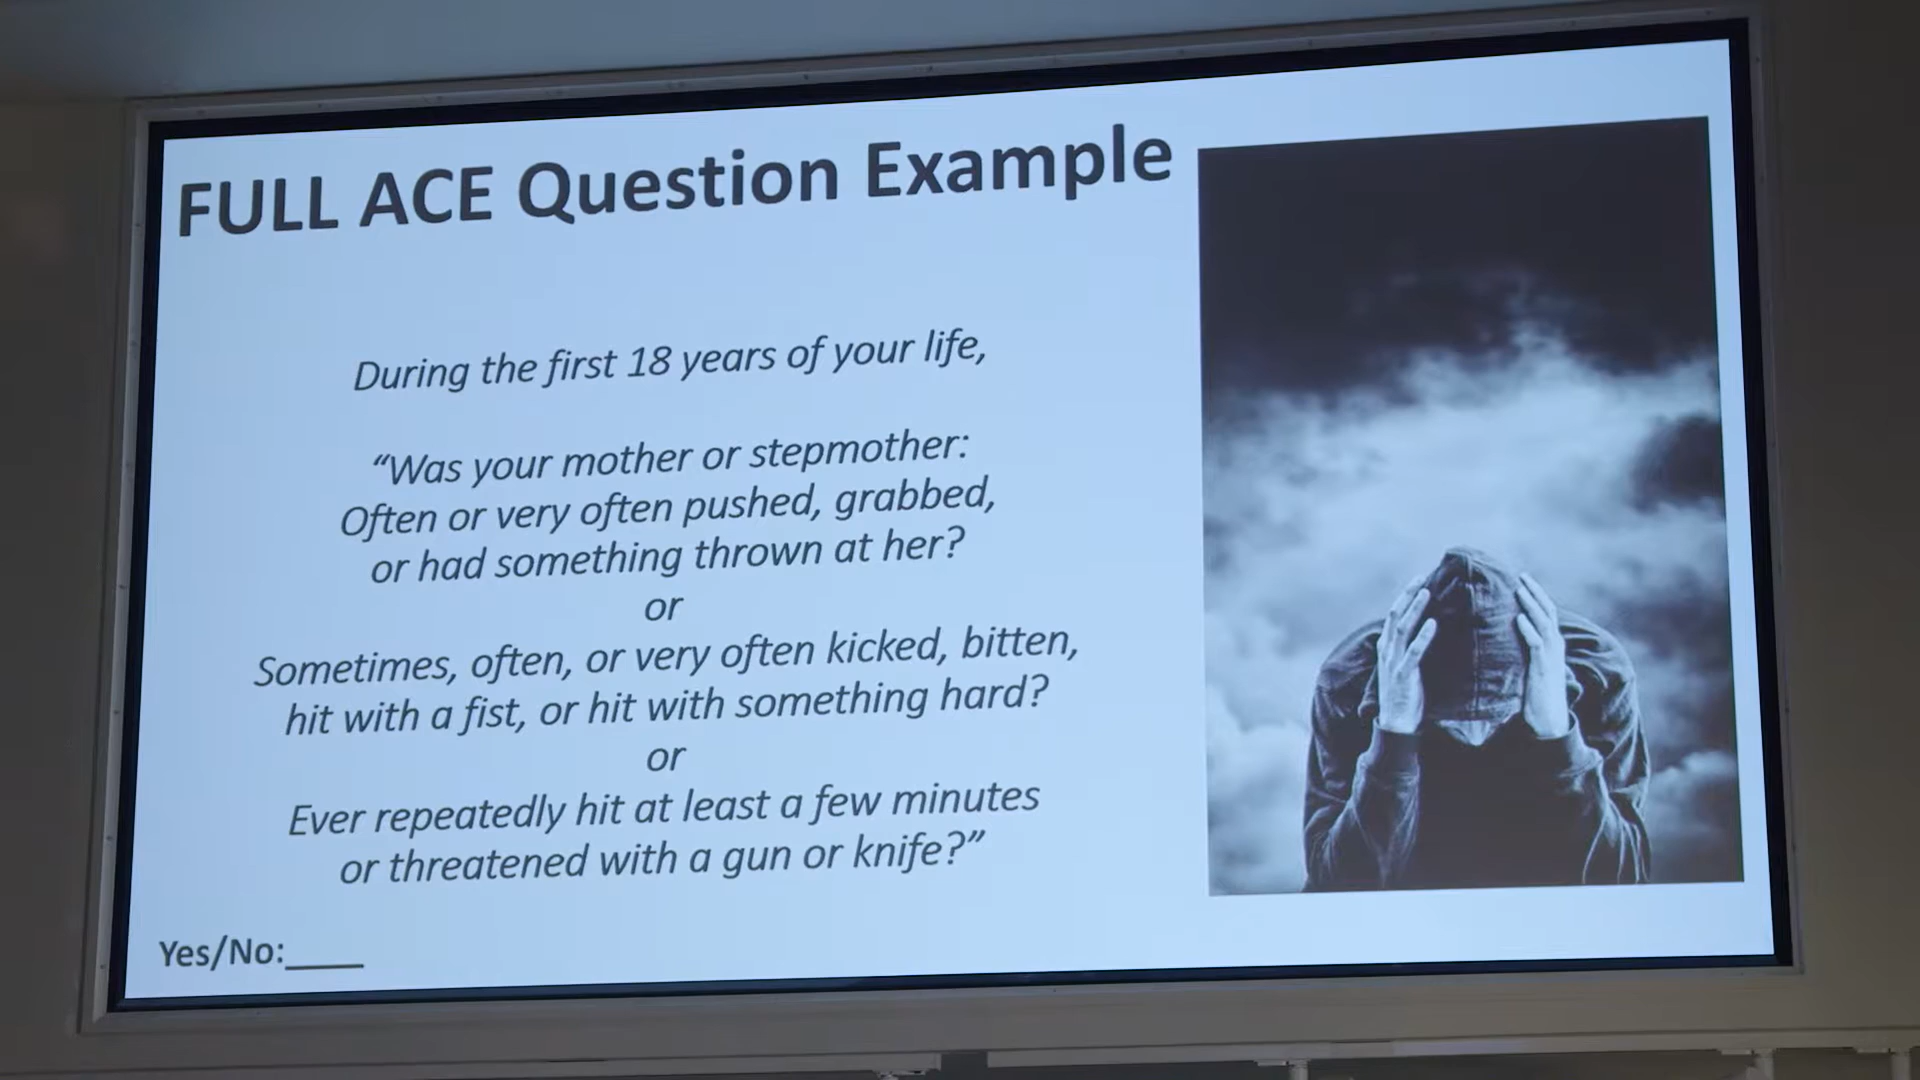 FULL ACE Question Example
During the first 18 years of your life,
“Was your mother or stepmother:
Often or very often pushed, grabbed,
or had something thrown at her?
or
Sometimes, often, or very often kicked, bitten,
hit with a fist, or hit with something hard?
or
Ever repeatedly hit at least a few minutes
or threatened with a gun or knife?”
Yes/No:____